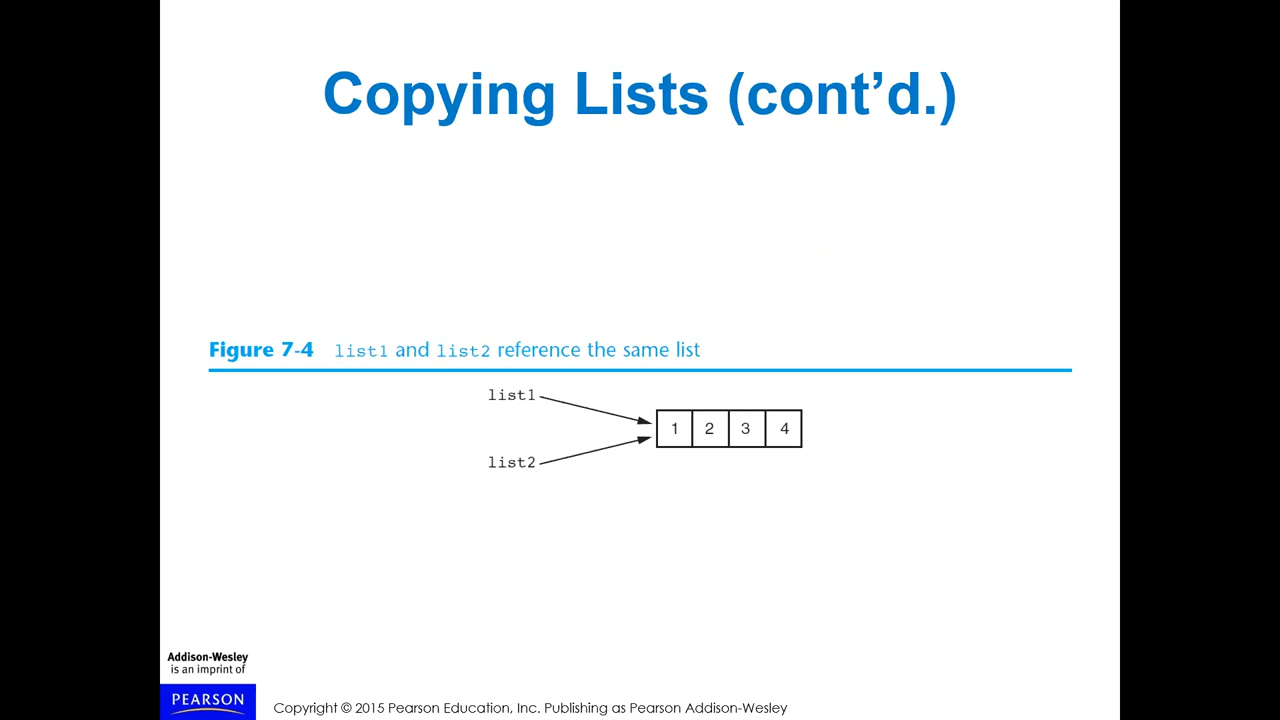 Copying Lists (cont’d.)
Figure 7-4 list1 and list2 reference the same list
list1
1 2 3 4
list2
Addison-Wesley
is an imprint of
PEARSON
Copyright © 2015 Pearson Education, Inc. Publishing as Pearson Addison-Wesley